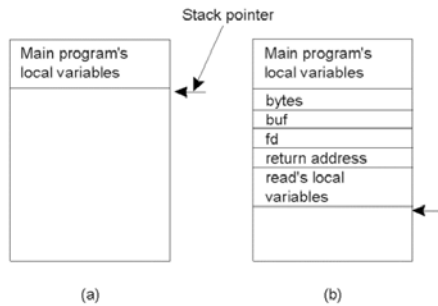 Stack pointer
Main program's
local variables
(a)
Main program's
local variables
bytes
buf
fd
return address
read's local
variables
(b)